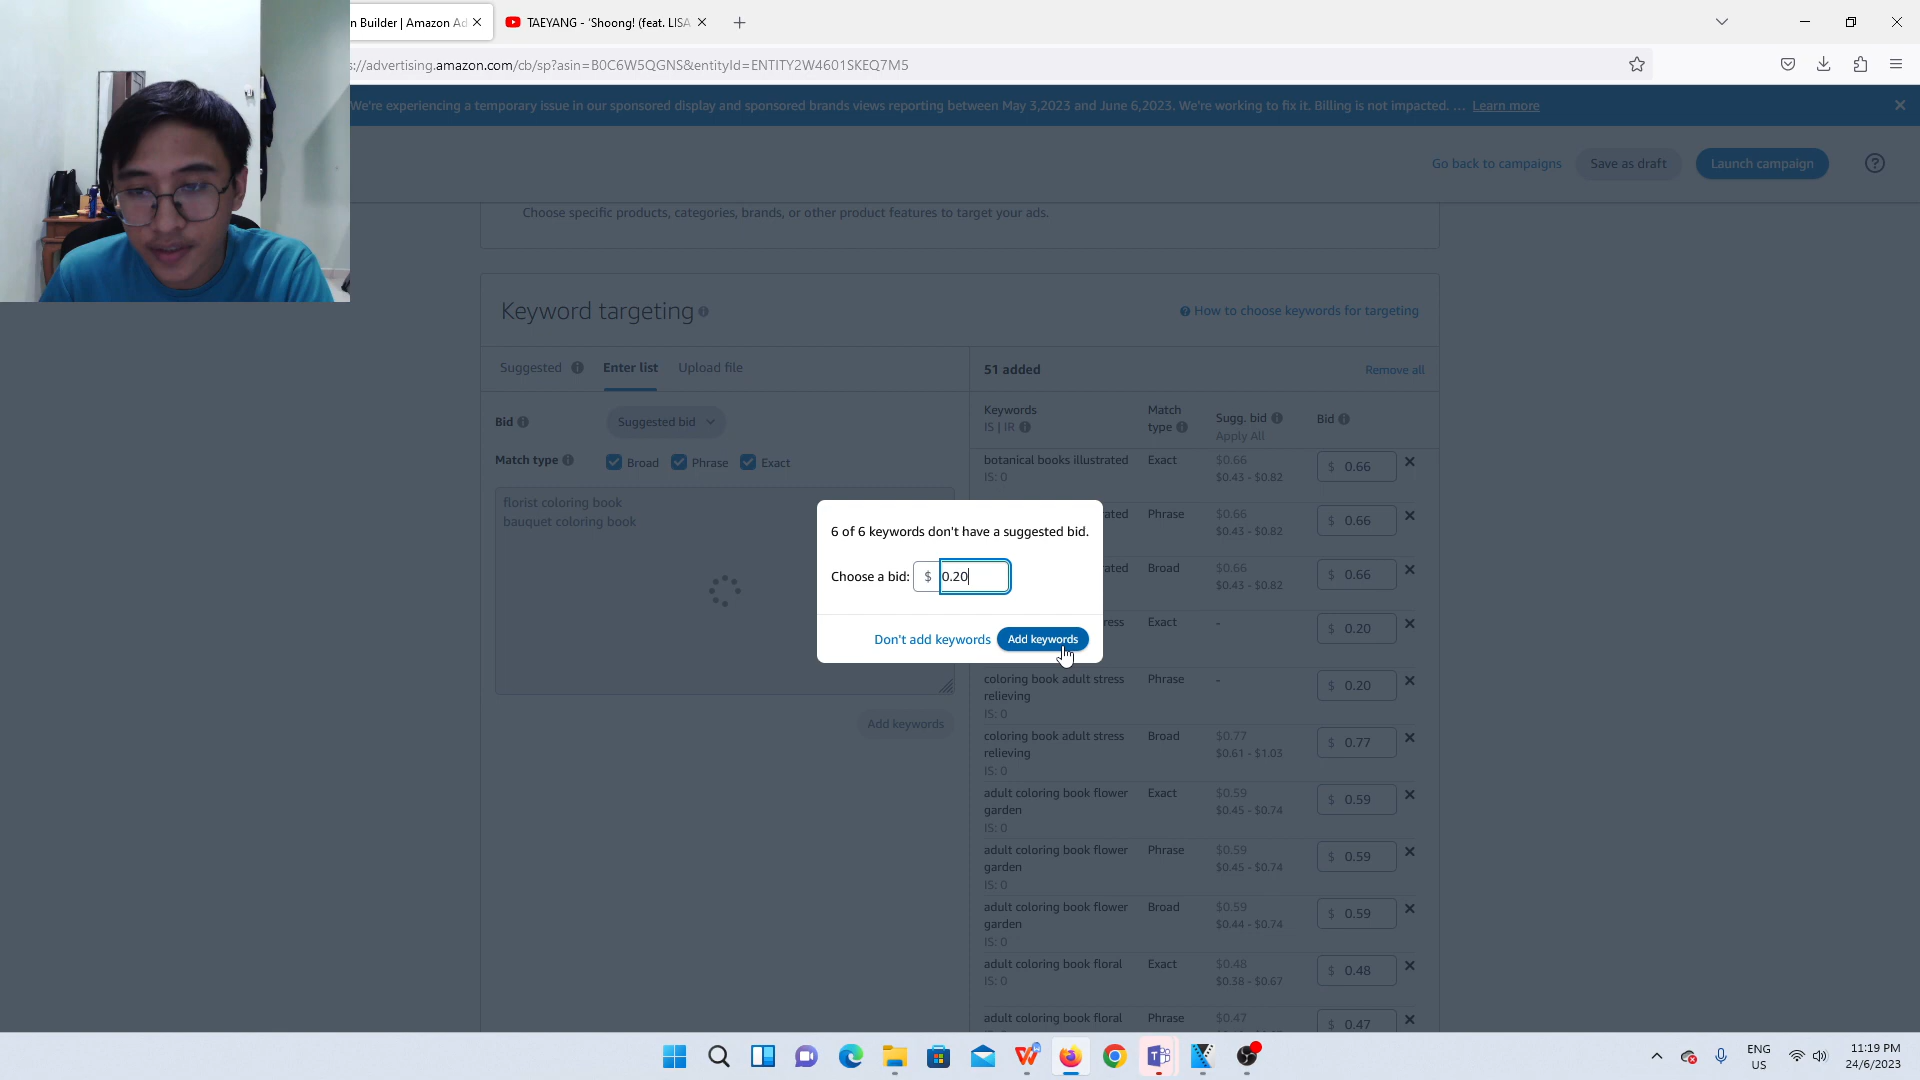 n Builder | Amazon Ad
TAEYANG - 'Shoong! (feat. LISA
s://advertising.amazon.com/cb/sp?asin=B0C6W5QGNS&entityId=ENTITY2W4601SKEQ7M5
We're experiencing a temporary issue in our sponsored display and sponsored brands views reporting between May 3,2023 and June 6,2023. We're working to fix it. Billing is not impacted. ... Learn more
Go back to campaigns
Save as draft
Launch campaign
Choose specific products, categories, brands, or other product features to target your ads.
Keyword targeting
How to choose keywords for targeting
Suggested
Enter list
Upload file
51 added
Remove all
Bid
Suggested bid
Match type
Broad
Phrase
Exact
florist coloring book
bauquet coloring book
Add keywords
Keywords
IS | IR
Match type
Sugg. bid
Apply All
Bid
botanical books illustrated
IS: 0
Exact
$0.66
$0.43 - $0.82
$ 0.66
ated
Phrase
$0.66
$0.43 - $0.82
$ 0.66
ated
Broad
$0.66
$0.43 - $0.82
$ 0.66
ress
Exact
-
$ 0.20
coloring book adult stress relieving
IS: 0
Phrase
-
$ 0.20
coloring book adult stress relieving
IS: 0
Broad
$0.77
$0.61 - $1.03
$ 0.77
adult coloring book flower garden
IS: 0
Exact
$0.59
$0.45 - $0.74
$ 0.59
adult coloring book flower garden
IS: 0
Phrase
$0.59
$0.45 - $0.74
$ 0.59
adult coloring book flower garden
IS: 0
Broad
$0.59
$0.44 - $0.74
$ 0.59
adult coloring book floral
IS: 0
Exact
$0.48
$0.38 - $0.67
$ 0.48
adult coloring book floral
Phrase
$0.47
$ 0.47
6 of 6 keywords don't have a suggested bid.
Choose a bid: $ 0.20
Don't add keywords
Add keywords
ENG
US
11:19 PM
24/6/2023